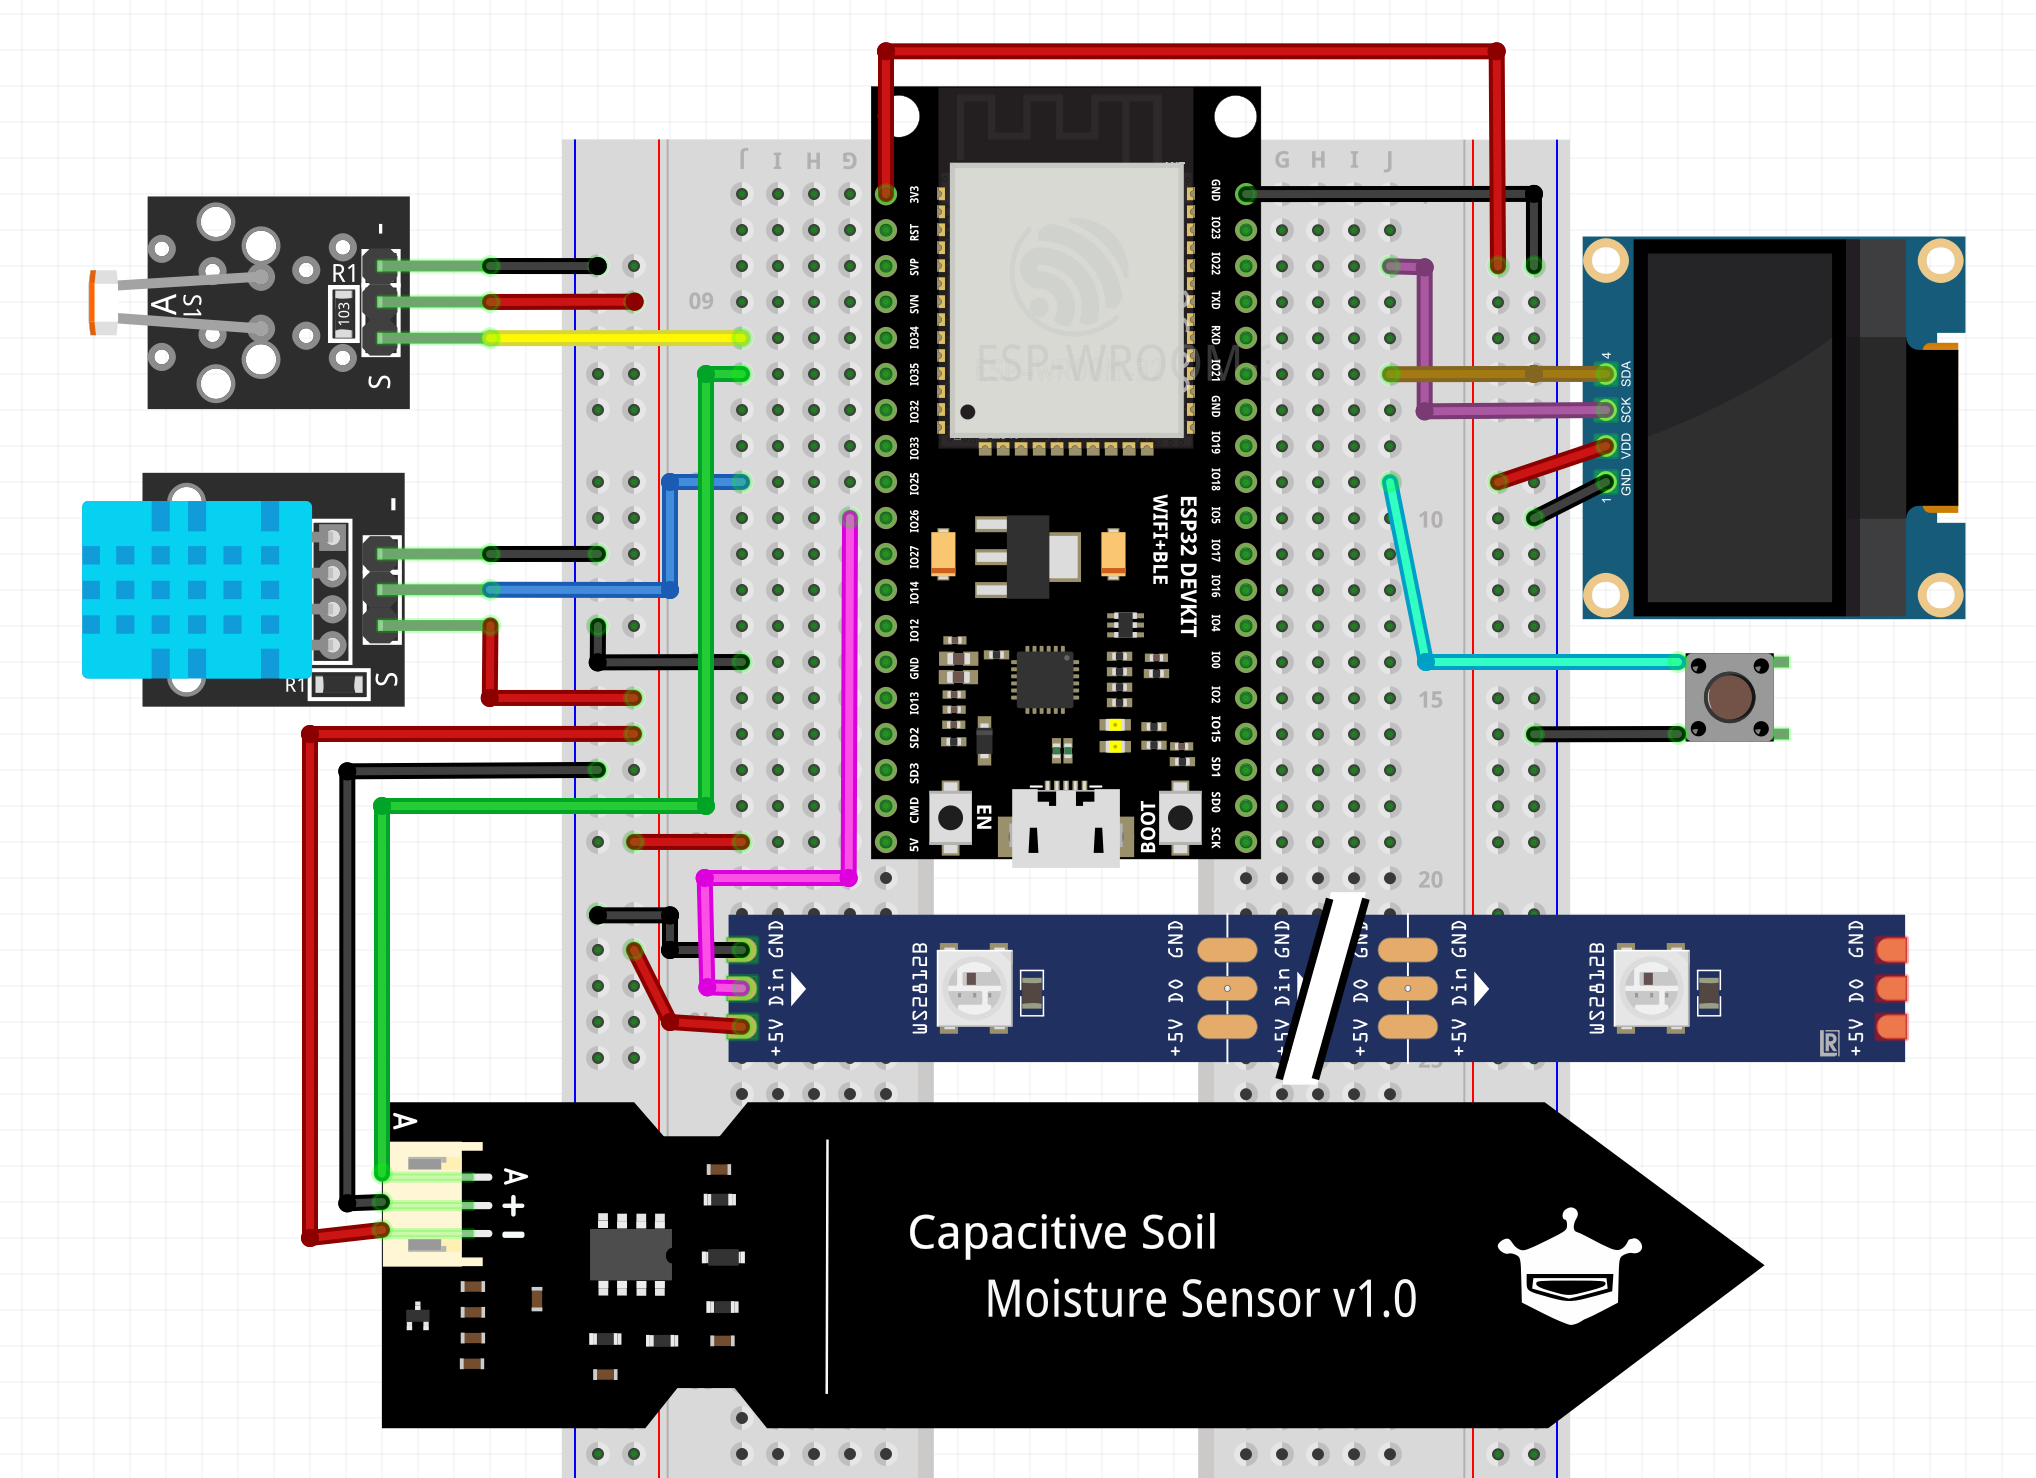 J I H G
G H I J
09
10
15
20
25
-
R1
103
A
S1
S
-
R1
S
3V3
RST
SVP
SVN
IO34
IO35
IO32
IO33
IO25
IO26
IO27
IO14
IO12
GND
IO13
SD2
SD3
CMD
5V
GND
IO23
IO22
TXD
RXD
IO21
GND
IO19
IO18
IO5
IO17
IO16
IO4
IO0
IO2
IO15
SD1
SD0
SCK
ESP-WROOM
ESP32 DEVKIT
WIFI+BLE
EN
BOOT
4
SDA
SCK
VDD
GND
1
GND
Din
+5V
WS2812B
GND
DO
+5V
GND
Din
+5V
GND
DO
+5V
GND
Din
+5V
WS2812B
GND
DO
+5V
R
A
A
+
-
Capacitive Soil
Moisture Sensor v1.0